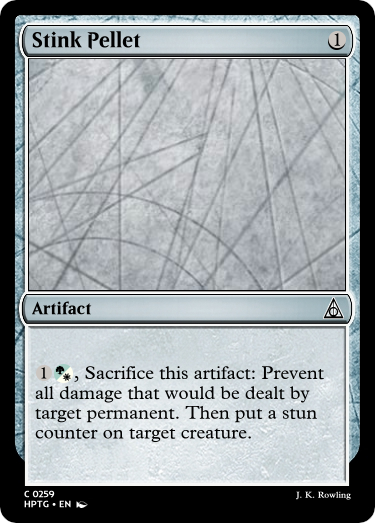 Stink Pellet 1
Artifact
1 , Sacrifice this artifact: Prevent
all damage that would be dealt by
target permanent. Then put a stun
counter on target creature.
C 0259
HPTG • EN
J. K. Rowling